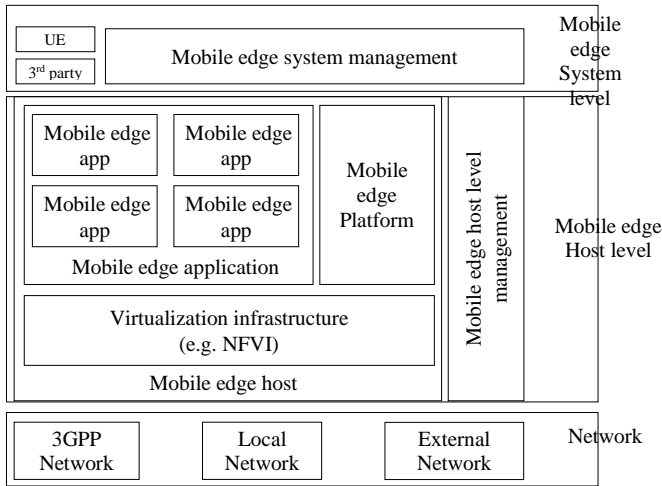 UE
3rd party
Mobile edge system management
Mobile
edge
System
level
Mobile edge
app
Mobile edge
app
Mobile edge
app
Mobile edge
app
Mobile edge application
Mobile
edge
Platform
Virtualization infrastructure
(e.g. NFVI)
Mobile edge host
Mobile edge host level
management
Mobile edge
Host level
3GPP
Network
Local
Network
External
Network
Network